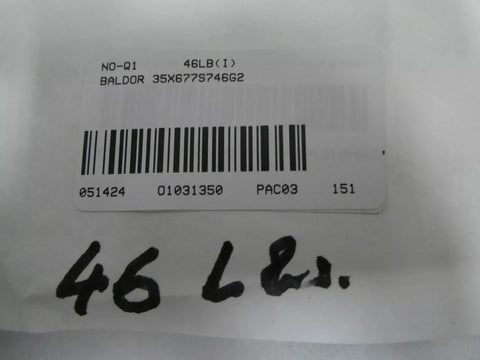 NO-Q1 46LB(I)
BALDOR 35X677S746G2
051424 01031350 PAC03 151
46 Lbs.